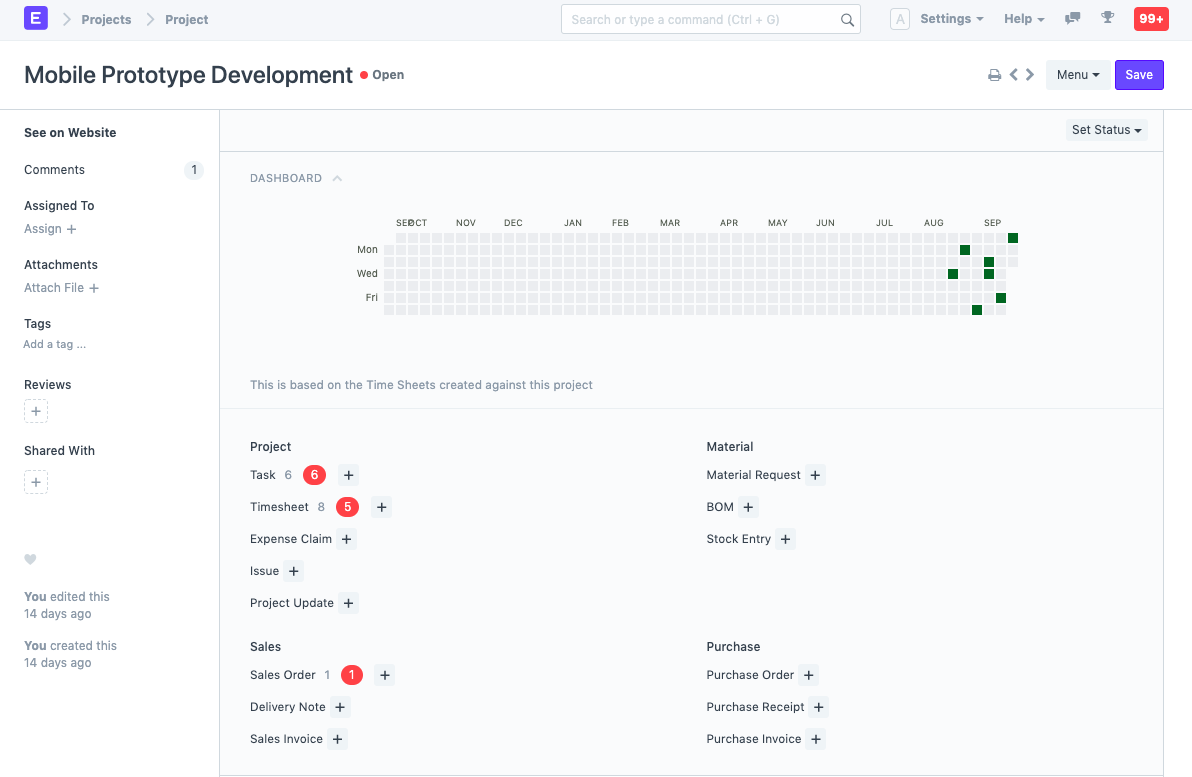 E Projects Project Search or type a command (Ctrl + G) A Settings Help 99+
Mobile Prototype Development Open Menu Save
See on Website
Set Status
Comments 1
DASHBOARD
Assigned To
Assign +
Attachments
Attach File +
Tags
Add a tag ...
Reviews
+
Shared With
+
You edited this
14 days ago
You created this
14 days ago
SEP OCT NOV DEC JAN FEB MAR APR MAY JUN JUL AUG SEP
Mon
Wed
Fri
This is based on the Time Sheets created against this project
Project
Task 6 6 +
Timesheet 8 5 +
Expense Claim +
Issue +
Project Update +
Material
Material Request +
BOM +
Stock Entry +
Sales
Sales Order 1 1 +
Delivery Note +
Sales Invoice +
Purchase
Purchase Order +
Purchase Receipt +
Purchase Invoice +